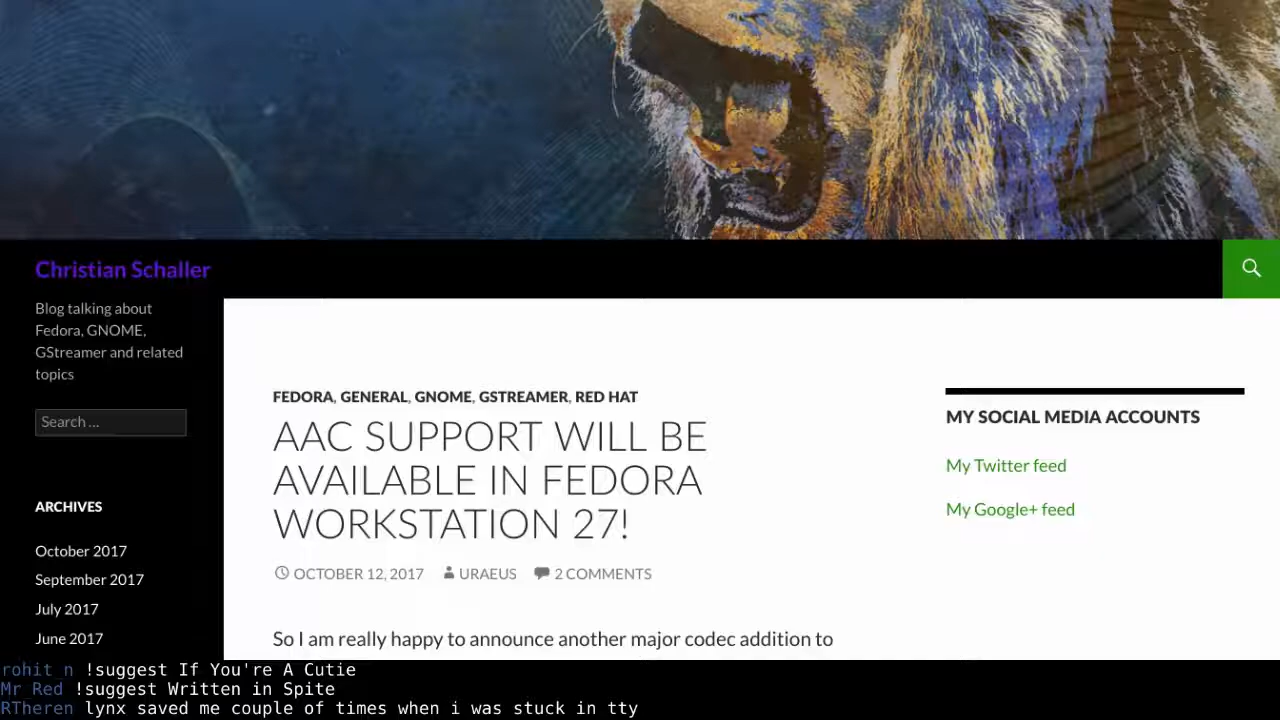 Christian Schaller
Blog talking about
Fedora, GNOME,
GStreamer and related
topics
Search ...
ARCHIVES
October 2017
September 2017
July 2017
June 2017
FEDORA, GENERAL, GNOME, GSTREAMER, RED HAT
AAC SUPPORT WILL BE
AVAILABLE IN FEDORA
WORKSTATION 27!
OCTOBER 12, 2017 URAEUS 2 COMMENTS
So I am really happy to announce another major codec addition to
MY SOCIAL MEDIA ACCOUNTS
My Twitter feed
My Google+ feed
rohit_n !suggest If You're A Cutie
Mr_Red !suggest Written in Spite
RTheren lynx saved me couple of times when i was stuck in tty